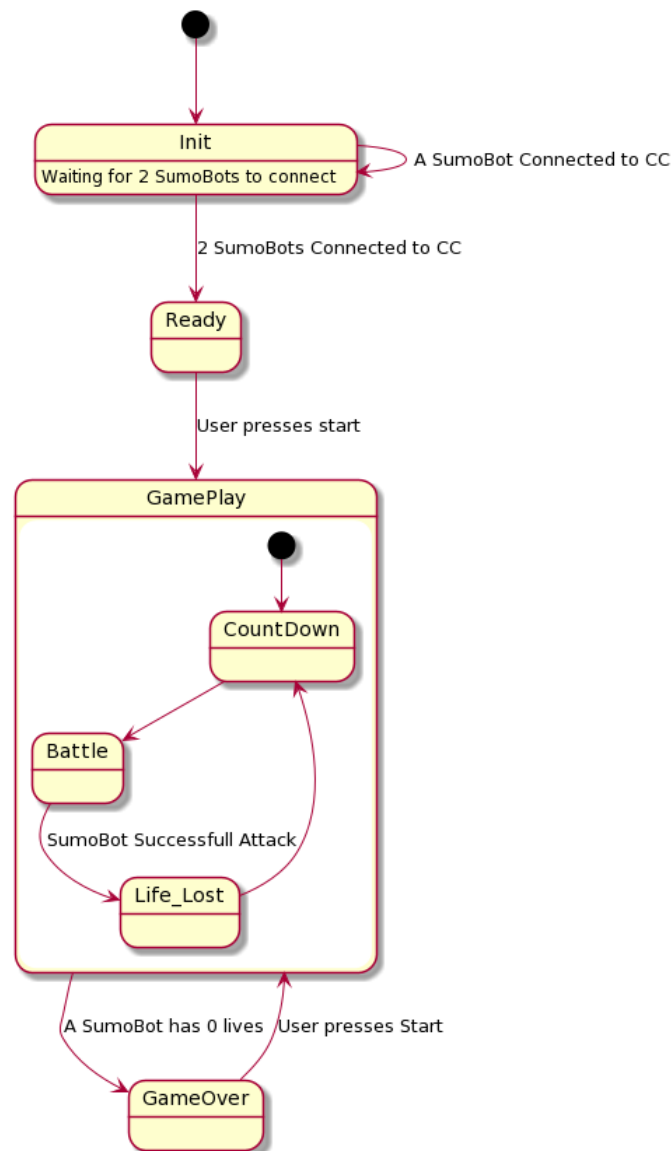 Init
Waiting for 2 SumoBots to connect
A SumoBot Connected to CC
2 SumoBots Connected to CC
Ready
User presses start
GamePlay
CountDown
Battle
SumoBot Successfull Attack
Life_Lost
A SumoBot has 0 lives
User presses Start
GameOver